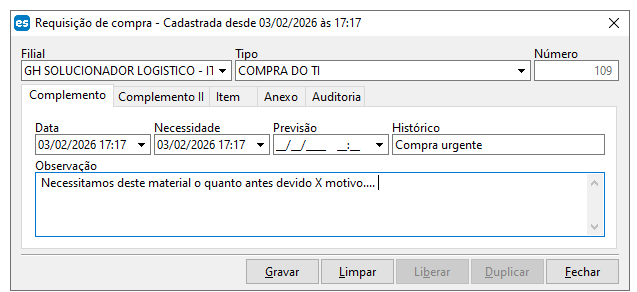 es Requisição de compra - Cadastrada desde 03/02/2026 às 17:17
Filial Tipo Número
GH SOLUCIONADOR LOGISTICO - IT COMPRA DO TI 109
Complemento Complemento II Item Anexo Auditoria
Data Necessidade Previsão Histórico
03/02/2026 17:17 03/02/2026 17:17 __/__/____ __:__ Compra urgente
Observação
Necessitamos deste material o quanto antes devido X motivo....
Gravar Limpar Liberar Duplicar Fechar